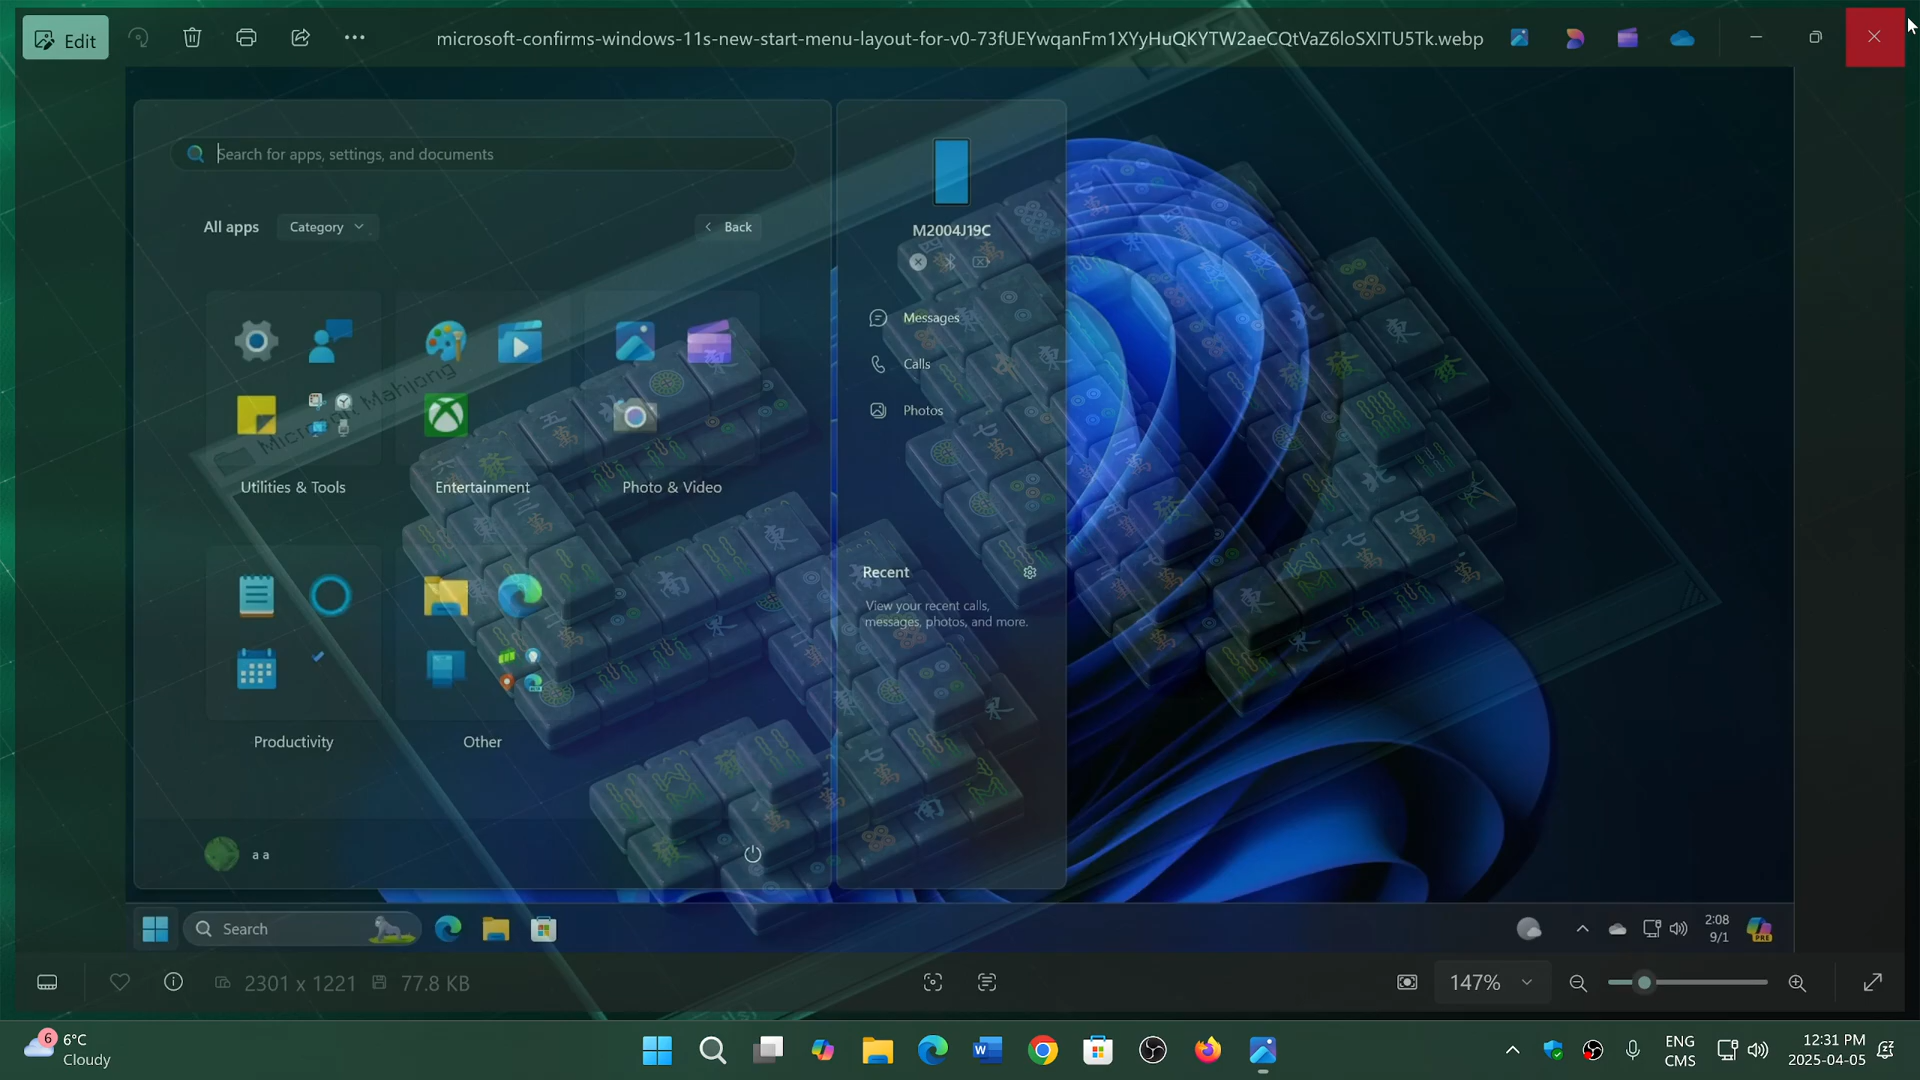 Edit
microsoft-confirms-windows-11s-new-start-menu-layout-for-v0-73fUEYwqanFm1XYyHuQKYTW2aeCQtVaZ6loSXITU5Tk.webp
Search for apps, settings, and documents
All apps
Category
Back
M2004J19C
Messages
Calls
Photos
Microsoft Mahjong
Utilities & Tools
Entertainment
Photo & Video
Recent
View your recent calls,
messages, photos, and more.
Productivity
Other
a a
Search
2:08
9/1
PRE
2301 x 1221
77.8 KB
147%
6
6°C
Cloudy
ENG
CMS
12:31 PM
2025-04-05